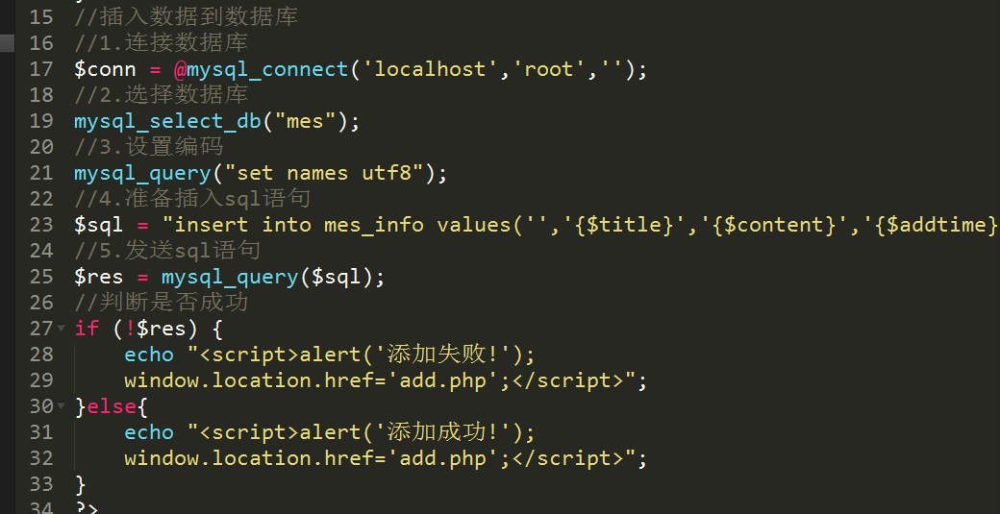 15 //插入数据到数据库
16 //1.连接数据库
17 $conn = @mysql_connect('localhost','root','');
18 //2.选择数据库
19 mysql_select_db("mes");
20 //3.设置编码
21 mysql_query("set names utf8");
22 //4.准备插入sql语句
23 $sql = "insert into mes_info values('','{$title}','{$content}','{$addtime}
24 //5.发送sql语句
25 $res = mysql_query($sql);
26 //判断是否成功
27 if (!$res) {
28 echo "<script>alert('添加失败!');
29 window.location.href='add.php';</script>";
30 }else{
31 echo "<script>alert('添加成功!');
32 window.location.href='add.php';</script>";
33 }
34 ?>